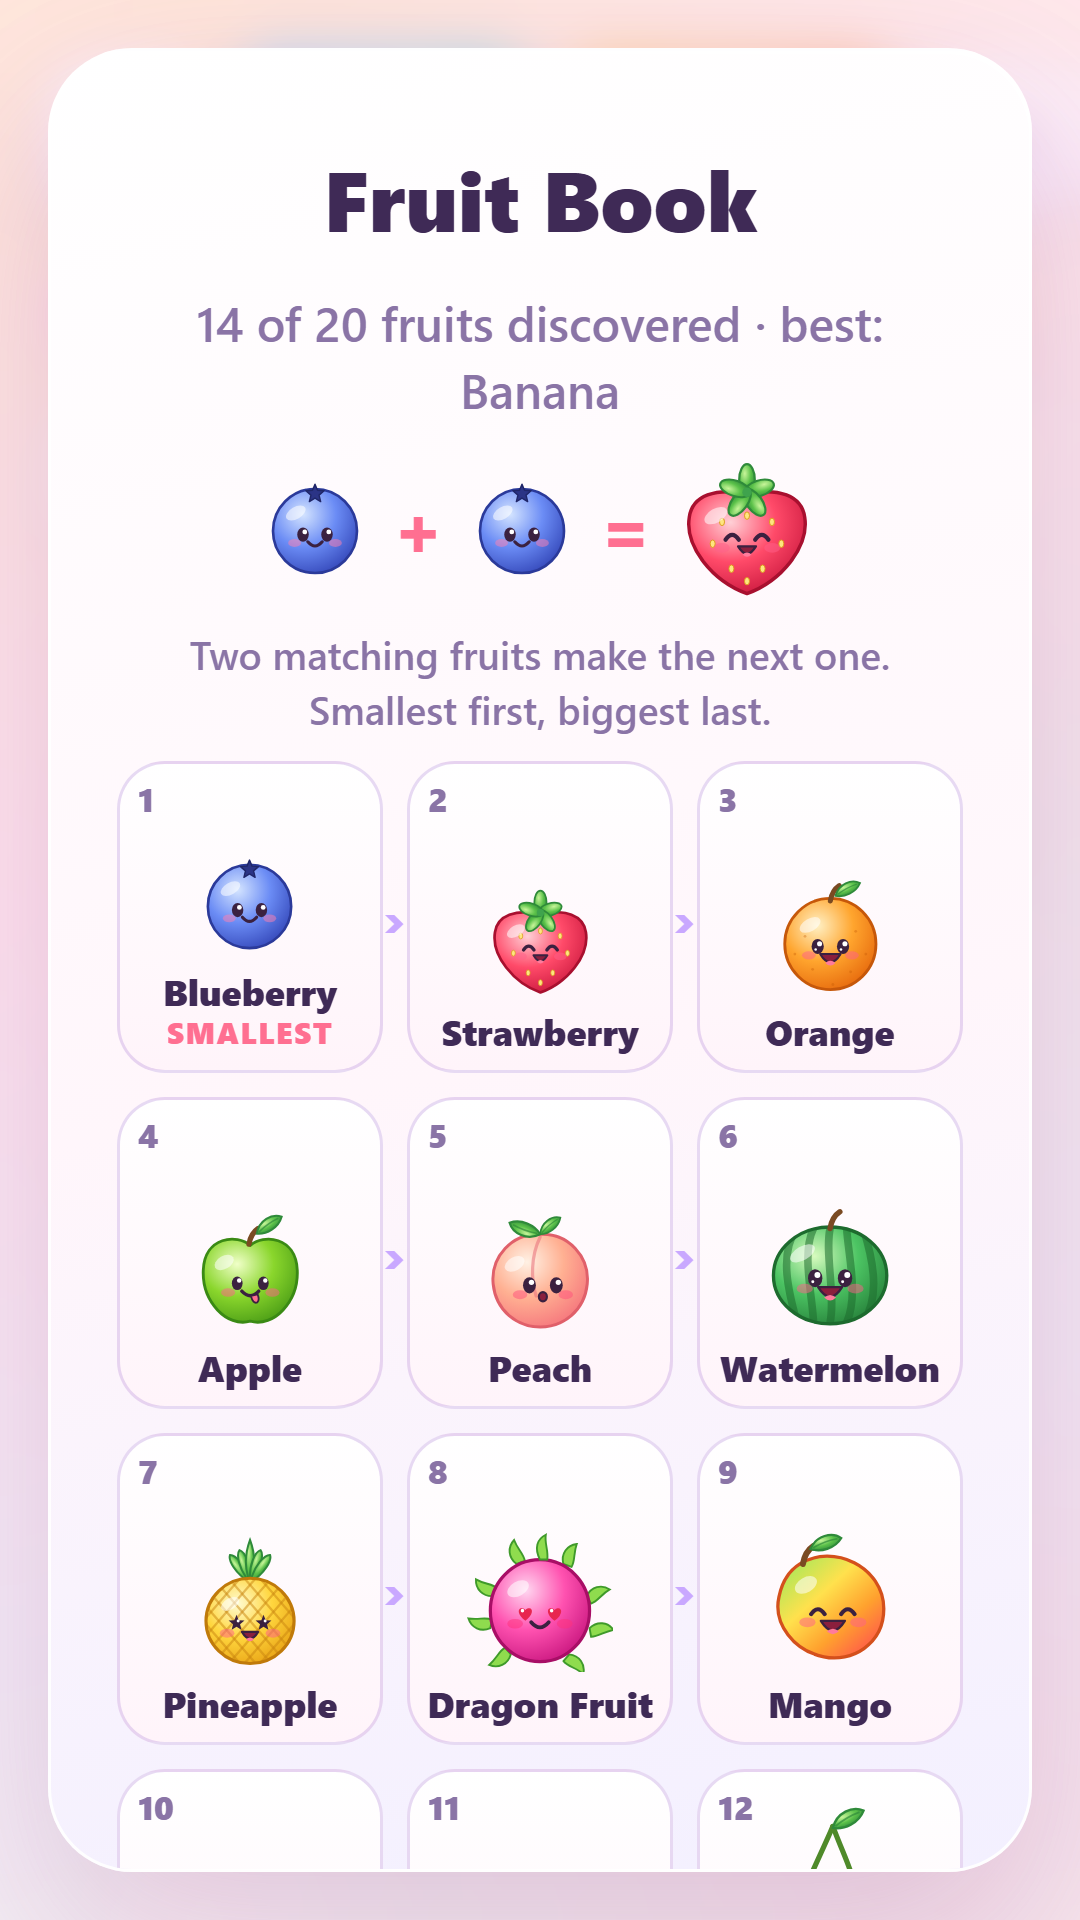 Fruit Book
14 of 20 fruits discovered · best:
Banana
+ =
Two matching fruits make the next one.
Smallest first, biggest last.
1
Blueberry
SMALLEST
2
Strawberry
3
Orange
4
Apple
5
Peach
6
Watermelon
7
Pineapple
8
Dragon Fruit
9
Mango
10
11
12